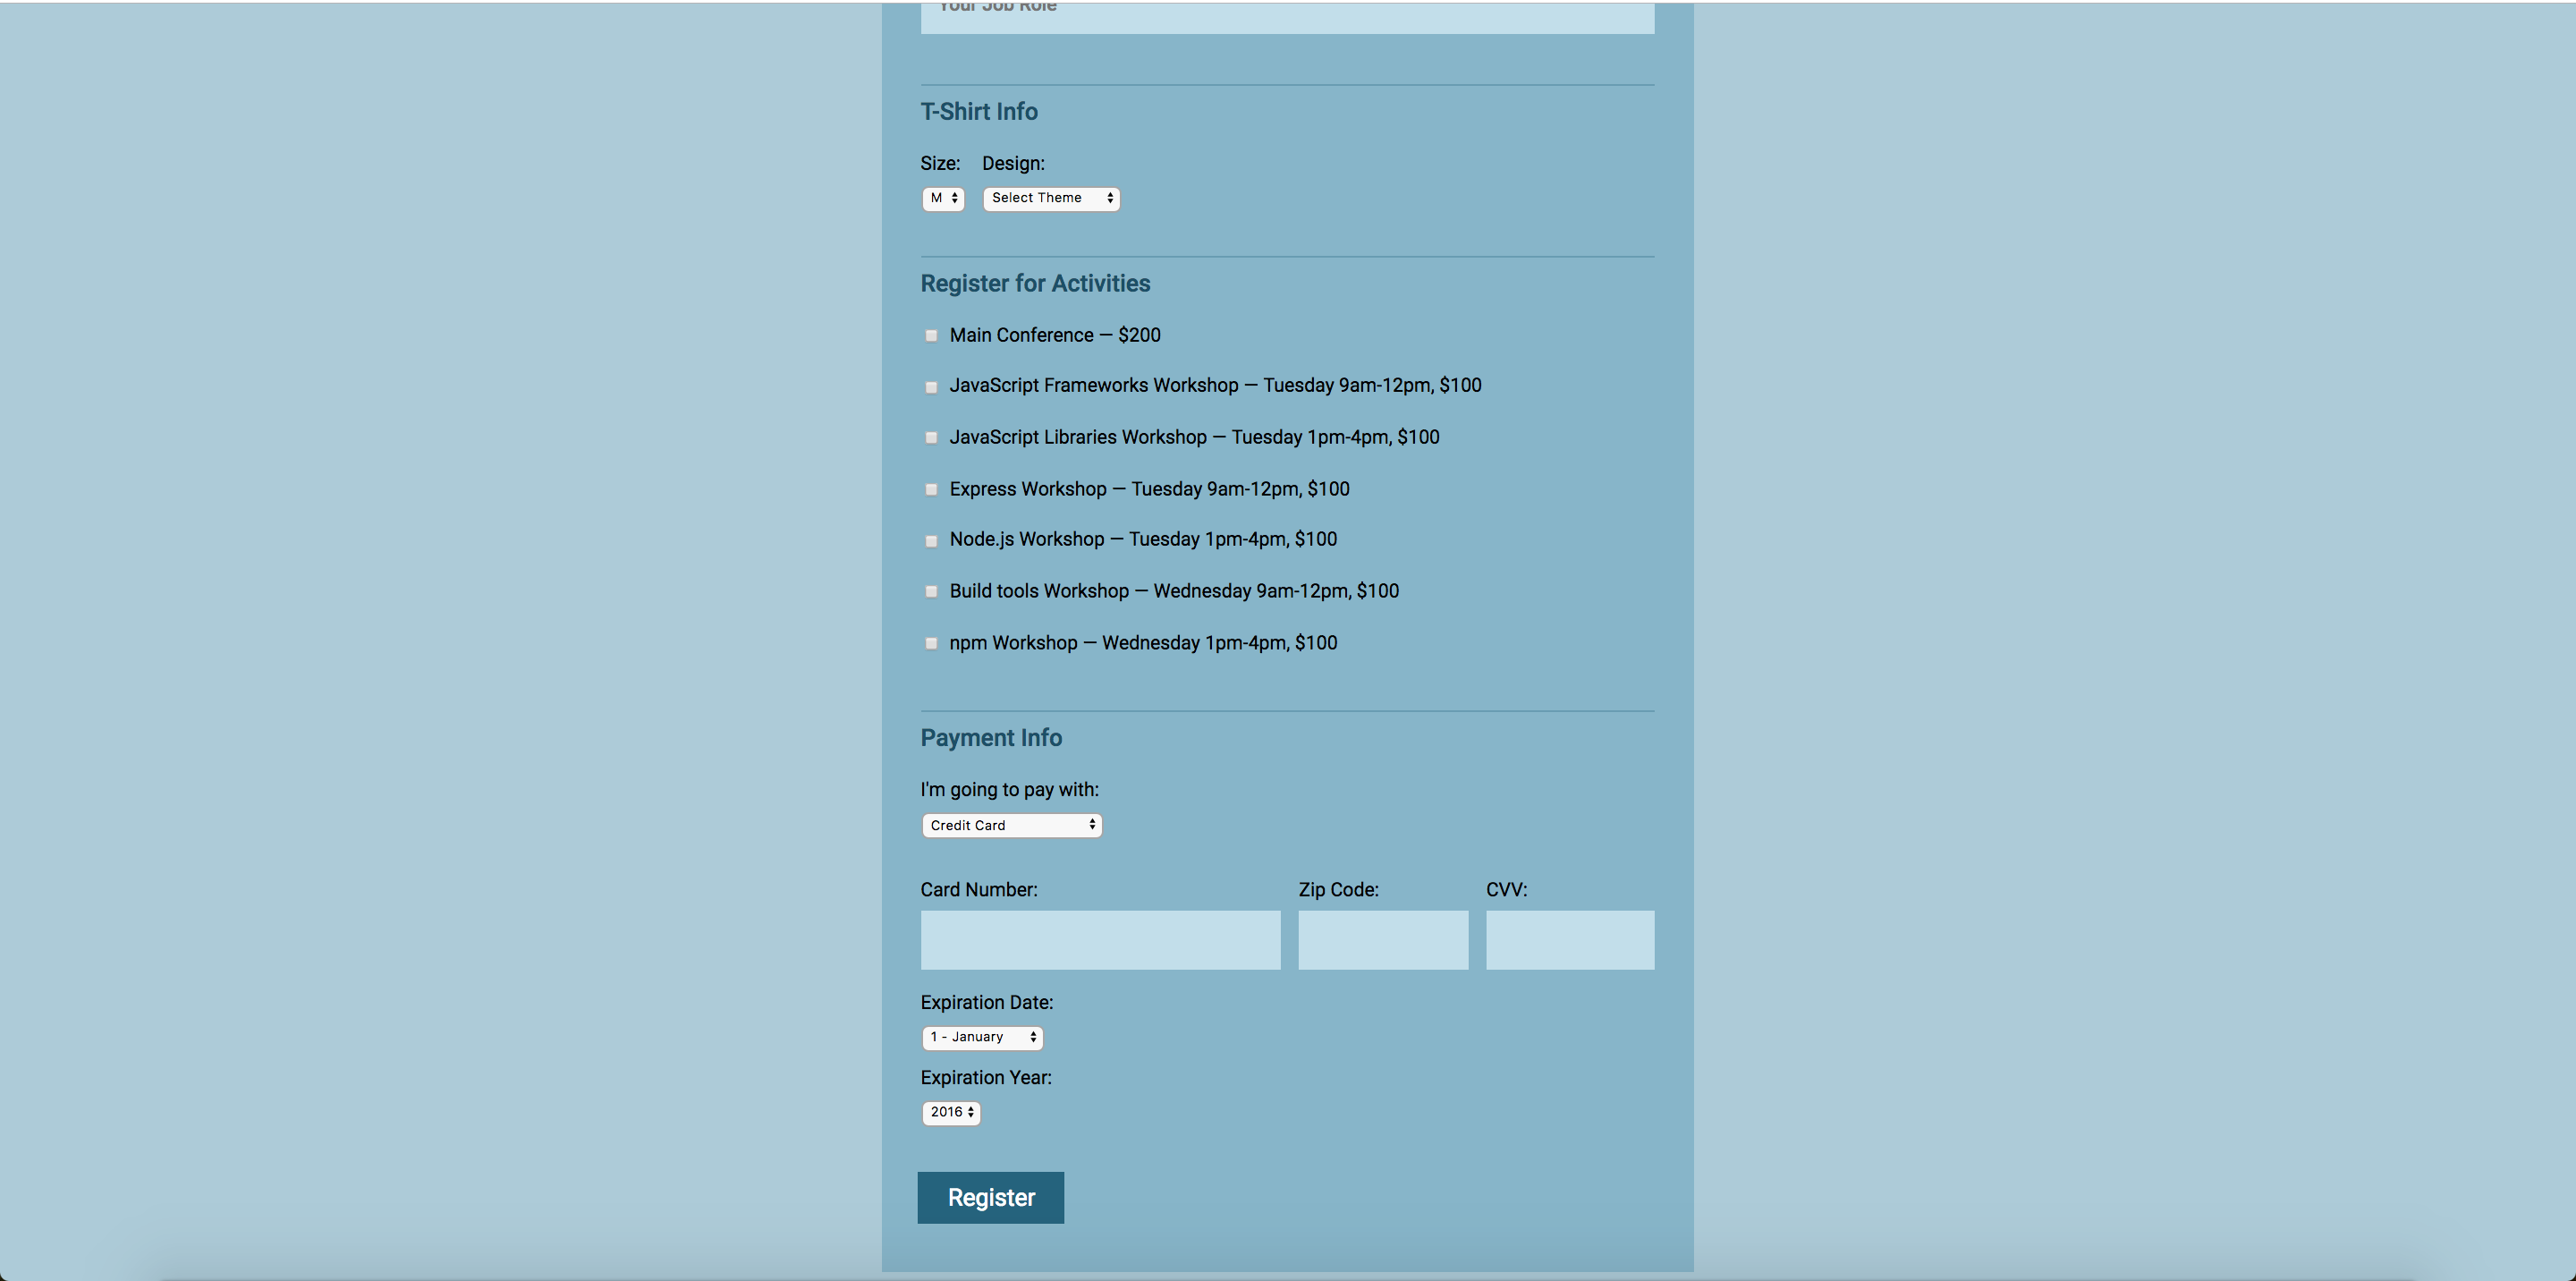 Your Job Role
T-Shirt Info
Size: Design:
M Select Theme
Register for Activities
Main Conference — $200
JavaScript Frameworks Workshop — Tuesday 9am-12pm, $100
JavaScript Libraries Workshop — Tuesday 1pm-4pm, $100
Express Workshop — Tuesday 9am-12pm, $100
Node.js Workshop — Tuesday 1pm-4pm, $100
Build tools Workshop — Wednesday 9am-12pm, $100
npm Workshop — Wednesday 1pm-4pm, $100
Payment Info
I'm going to pay with:
Credit Card
Card Number: Zip Code: CVV:
Expiration Date:
1 - January
Expiration Year:
2016
Register